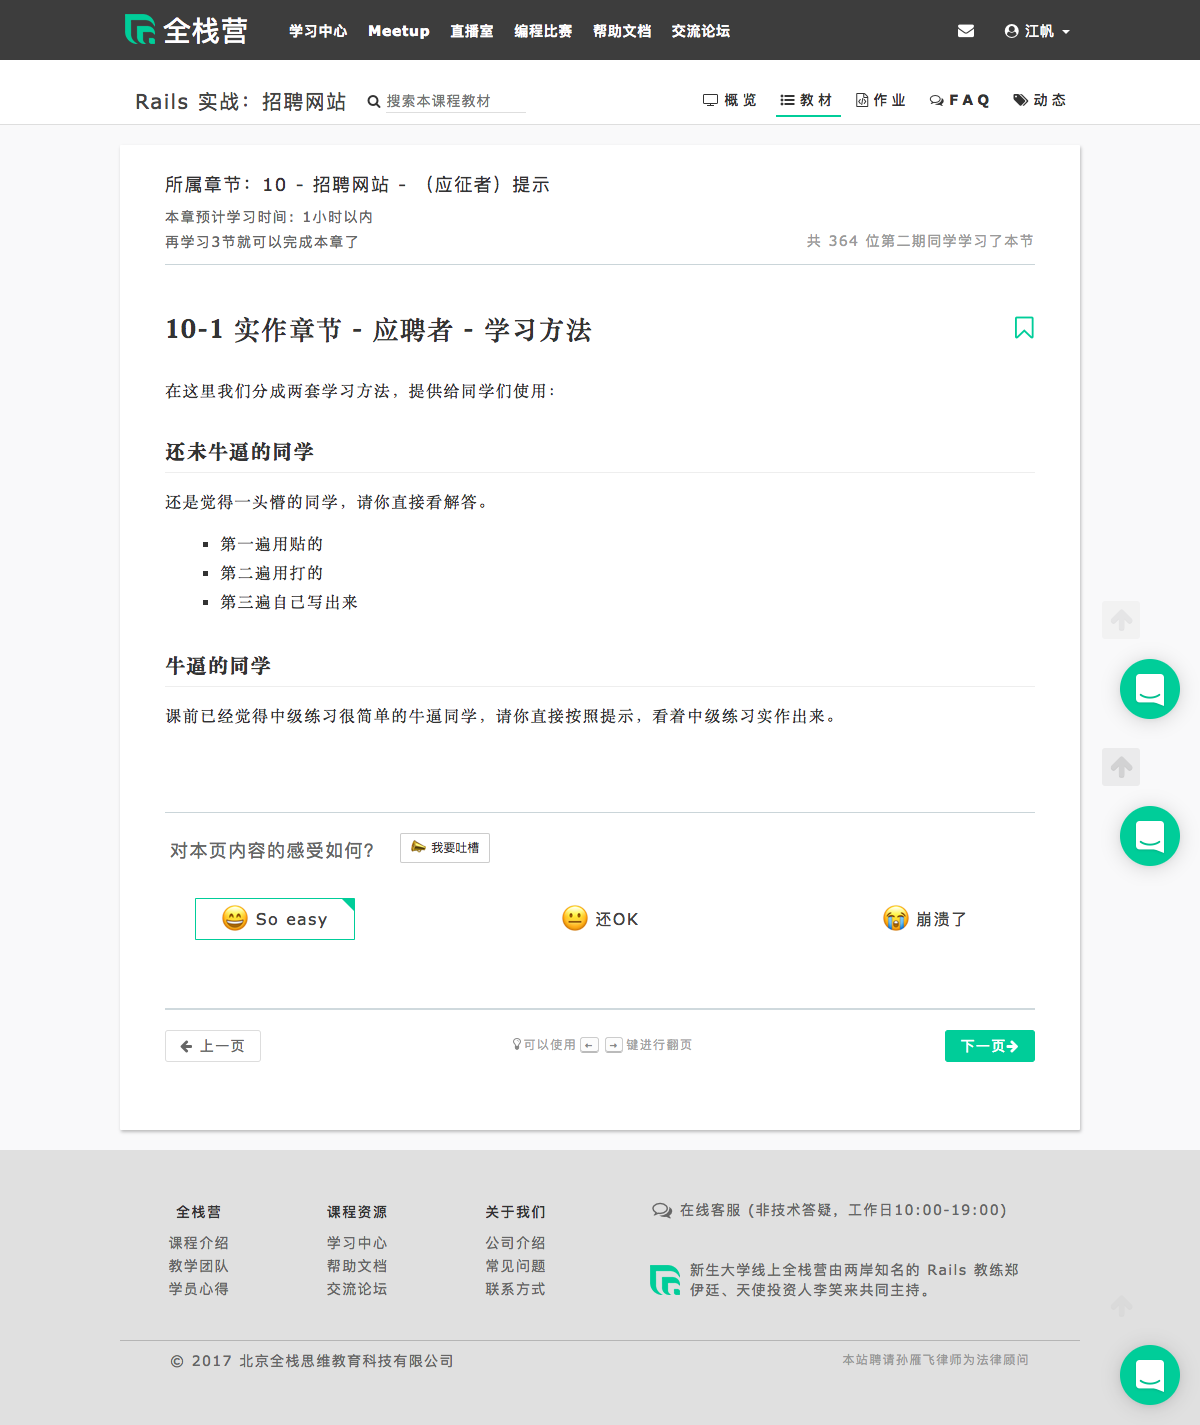 全栈营 学习中心 Meetup 直播室 编程比赛 帮助文档 交流论坛 江帆
Rails 实战：招聘网站 搜索本课程教材 概览 教材 作业 FAQ 动态
所属章节：10 - 招聘网站 - （应征者）提示
本章预计学习时间：1小时以内
再学习3节就可以完成本章了
共 364 位第二期同学学习了本节
10-1 实作章节 - 应聘者 - 学习方法
在这里我们分成两套学习方法，提供给同学们使用：
还未牛逼的同学
还是觉得一头懵的同学，请你直接看解答。
第一遍用贴的
第二遍用打的
第三遍自己写出来
牛逼的同学
课前已经觉得中级练习很简单的牛逼同学，请你直接按照提示，看着中级练习实作出来。
对本页内容的感受如何？ 我要吐槽
So easy 还OK 崩溃了
上一页 可以使用 ← → 键进行翻页 下一页
全栈营 课程资源 关于我们 在线客服 (非技术答疑，工作日10:00-19:00)
课程介绍 学习中心 公司介绍
教学团队 帮助文档 常见问题
学员心得 交流论坛 联系方式
新生大学线上全栈营由两岸知名的 Rails 教练郑
伊廷、天使投资人李笑来共同主持。
© 2017 北京全栈思维教育科技有限公司 本站聘请孙雁飞律师为法律顾问